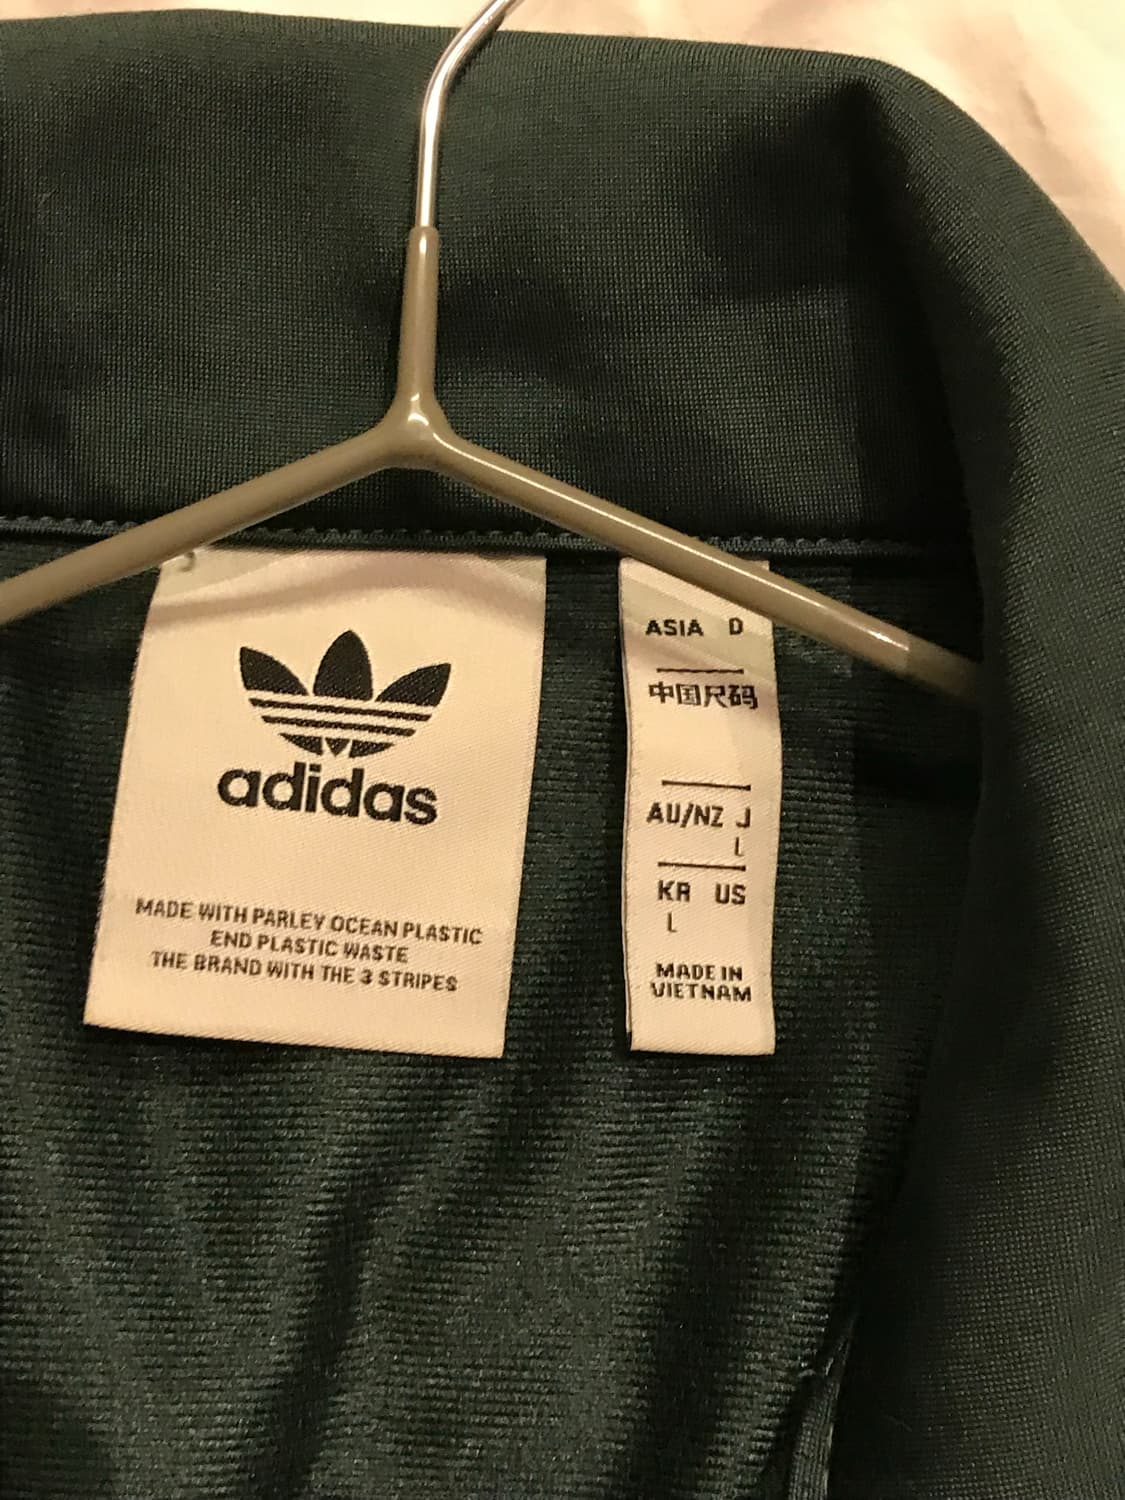 adidas
MADE WITH PARLEY OCEAN PLASTIC
END PLASTIC WASTE
THE BRAND WITH THE 3 STRIPES
ASIA D
中国尺码
AU/NZ J
L
KR US
L
MADE IN
VIETNAM